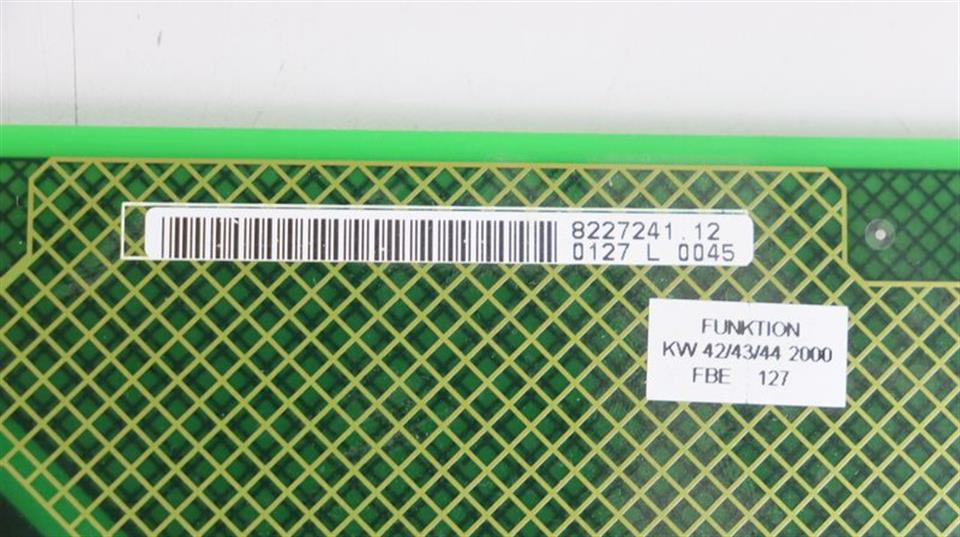 8227241.12
0127 L 0045
FUNKTION
KW 42/43/44 2000
FBE 127